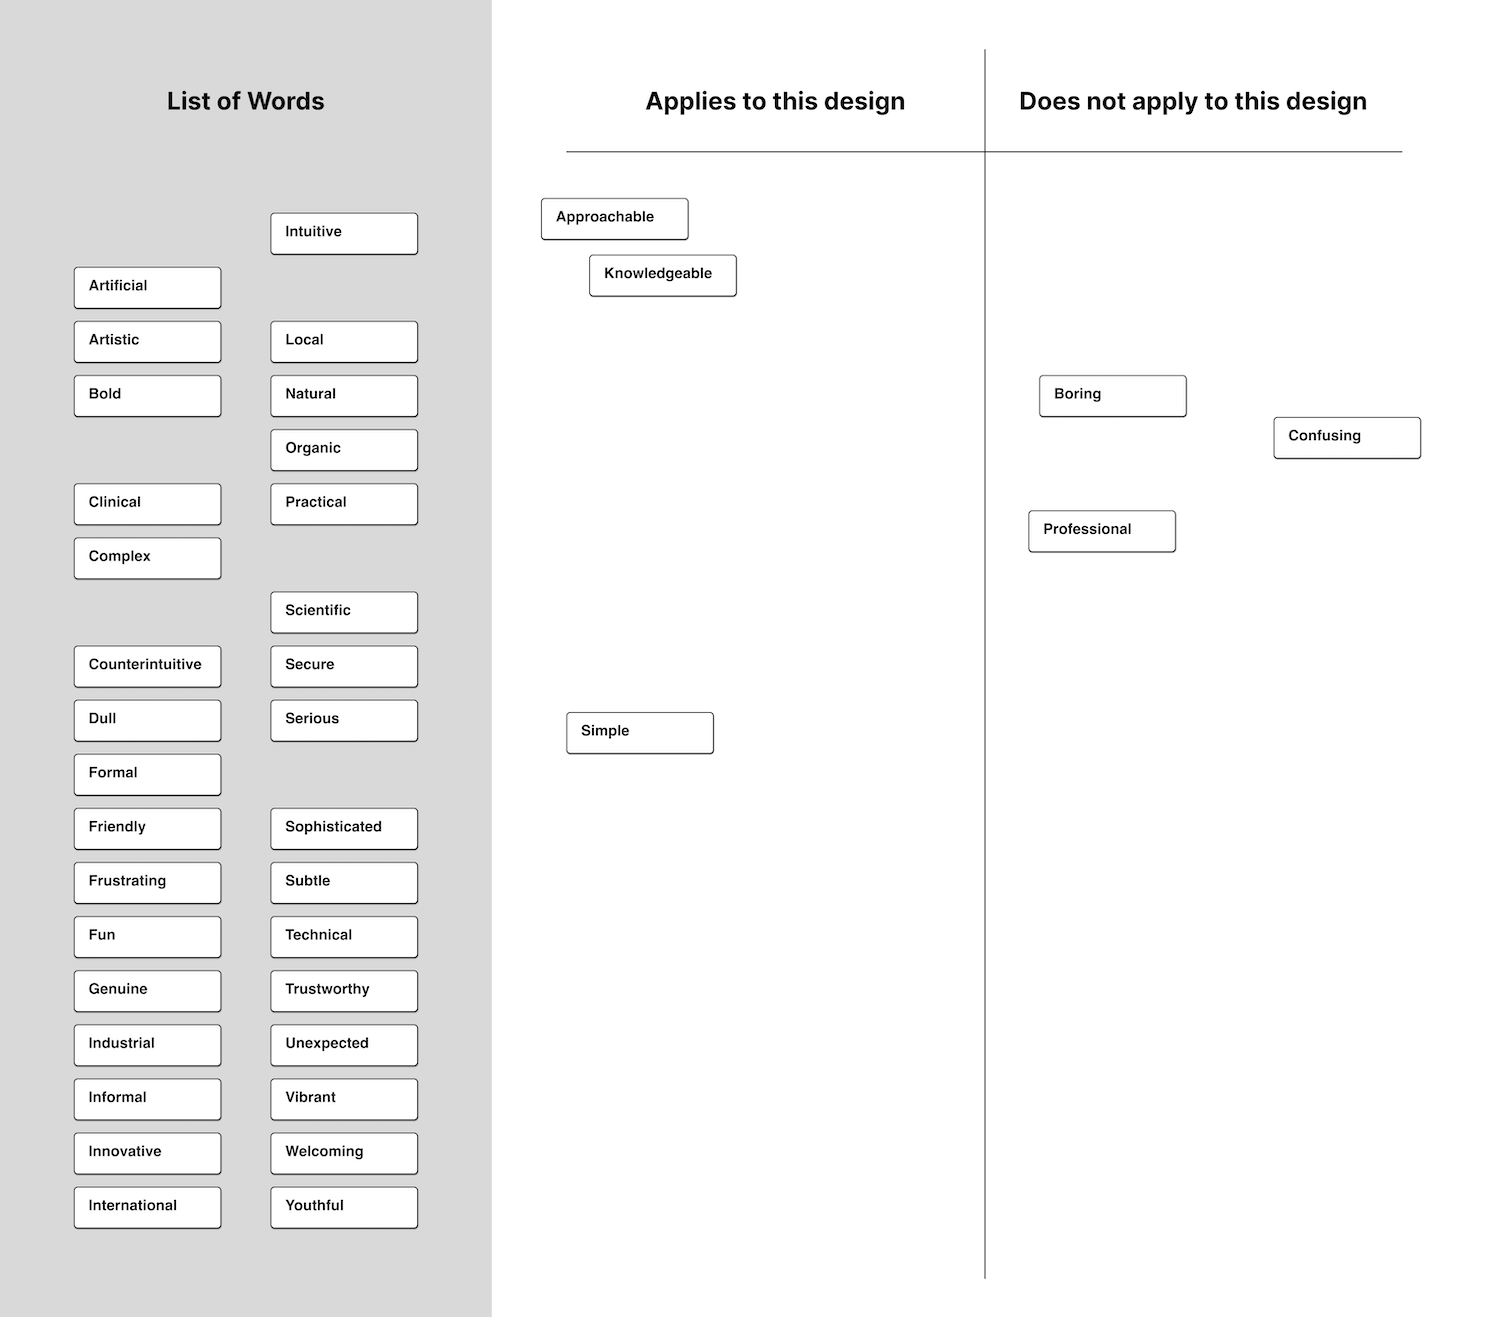 List of Words
Artificial
Artistic
Bold
Clinical
Complex
Counterintuitive
Dull
Formal
Friendly
Frustrating
Fun
Genuine
Industrial
Informal
Innovative
International
Intuitive
Local
Natural
Organic
Practical
Scientific
Secure
Serious
Sophisticated
Subtle
Technical
Trustworthy
Unexpected
Vibrant
Welcoming
Youthful
Applies to this design
Approachable
Knowledgeable
Simple
Does not apply to this design
Boring
Confusing
Professional